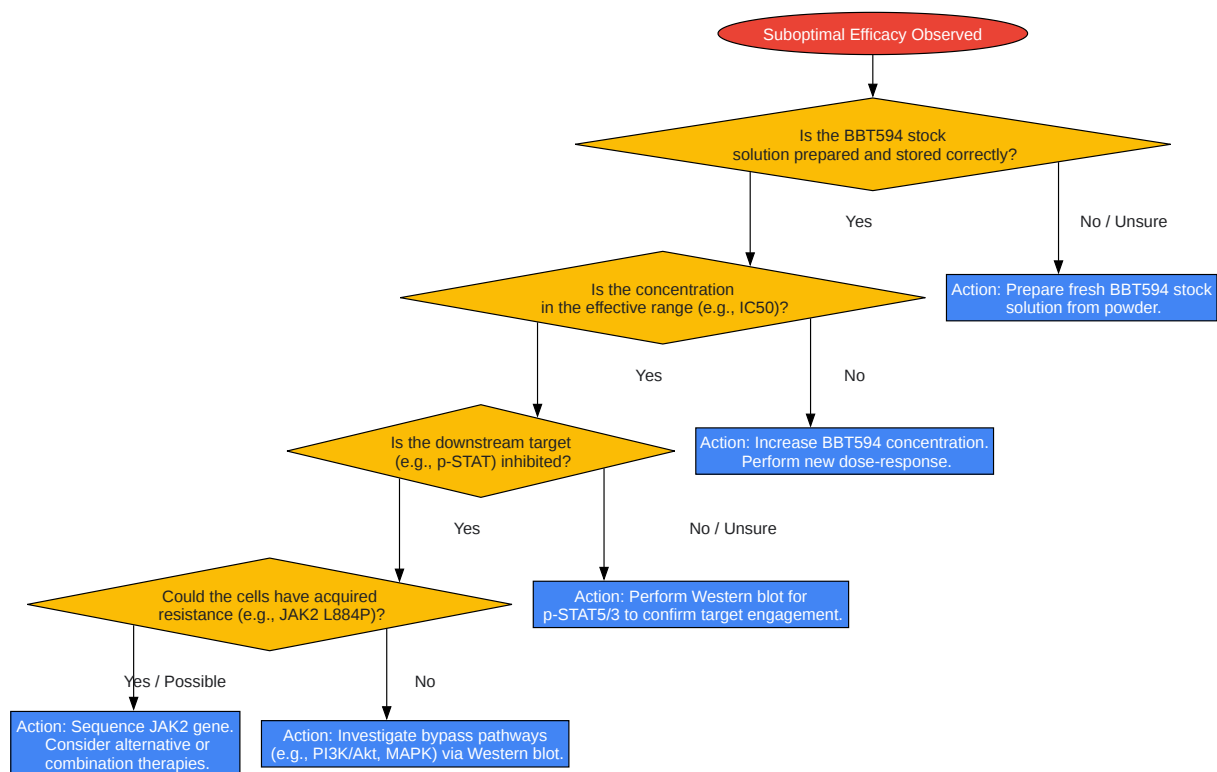 Suboptimal Efficacy Observed
Is the BBT594 stock
solution prepared and stored correctly?
Yes
No / Unsure
Is the concentration
in the effective range (e.g., IC50)?
Action: Prepare fresh BBT594 stock
solution from powder.
Yes
No
Is the downstream target
(e.g., p-STAT) inhibited?
Action: Increase BBT594 concentration.
Perform new dose-response.
Yes
No / Unsure
Could the cells have acquired
resistance (e.g., JAK2 L884P)?
Action: Perform Western blot for
p-STAT5/3 to confirm target engagement.
Yes / Possible
No
Action: Sequence JAK2 gene.
Consider alternative or
combination therapies.
Action: Investigate bypass pathways
(e.g., PI3K/Akt, MAPK) via Western blot.